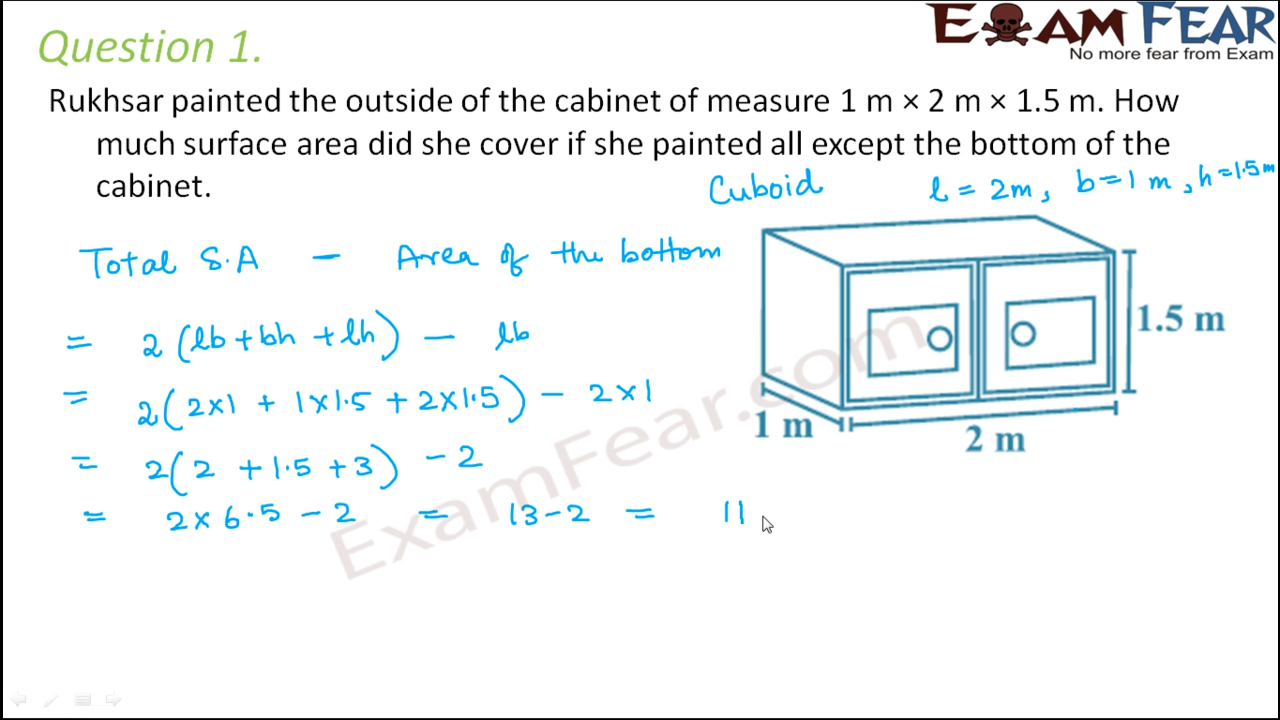 EXAM FEAR
No more fear from Exam
Question 1.
Rukhsar painted the outside of the cabinet of measure 1 m × 2 m × 1.5 m. How
much surface area did she cover if she painted all except the bottom of the
cabinet.
Cuboid l = 2m, b=1 m, h=1.5m
Total S.A - Area of the bottom
= 2 (lb+bh+lh) - lb
= 2(2×1 + 1×1.5 + 2×1.5) - 2×1
= 2(2 +1.5+3) -2
= 2×6.5-2 = 13-2 = 11
1.5 m
1 m
2 m
ExamFear.com